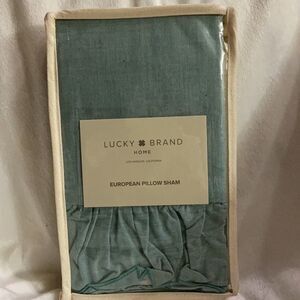 LUCKY BRAND
HOME
LOS ANGELES, CALIFORNIA
EUROPEAN PILLOW SHAM